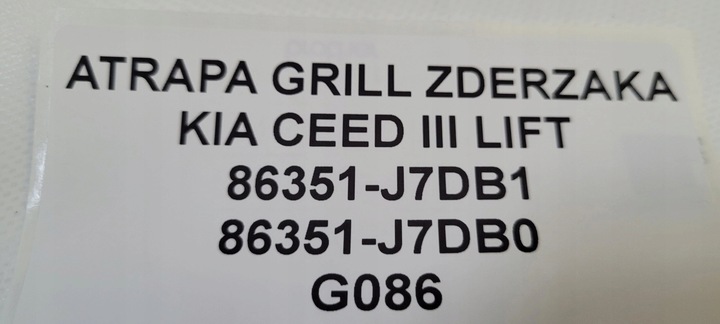 ATRAPA GRILL ZDERZAKA
KIA CEED III LIFT
86351-J7DB1
86351-J7DB0
G086